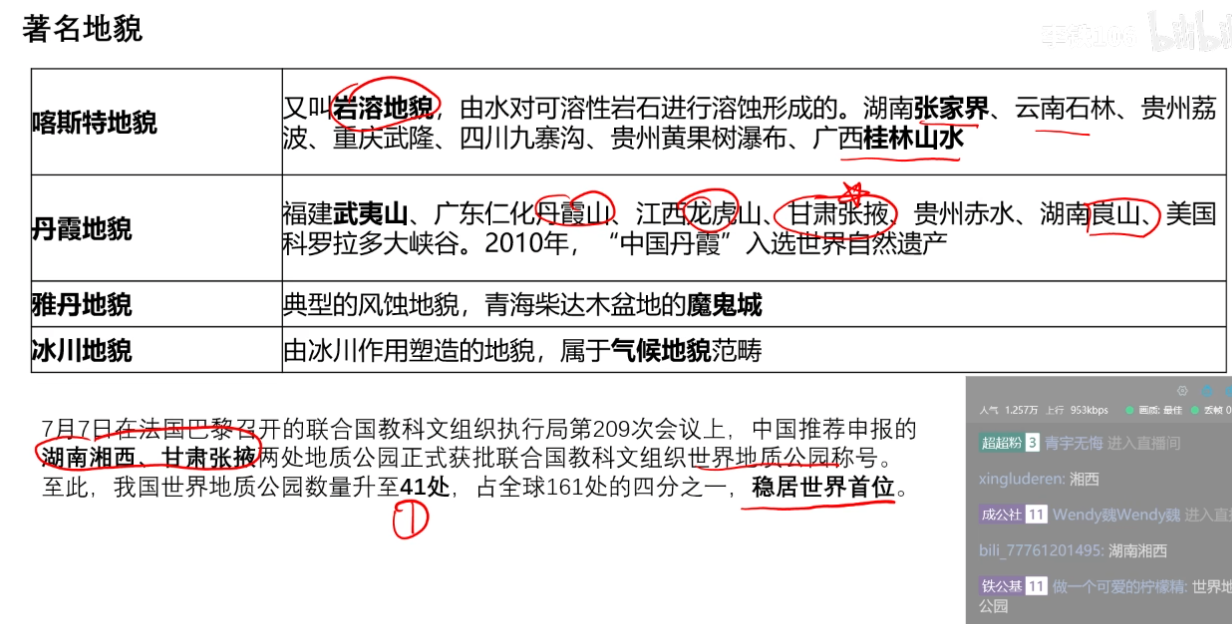 著名地貌
喀斯特地貌
又叫岩溶地貌，由水对可溶性岩石进行溶蚀形成的。湖南张家界、云南石林、贵州荔
波、重庆武隆、四川九寨沟、贵州黄果树瀑布、广西桂林山水
丹霞地貌
福建武夷山、广东仁化丹霞山、江西龙虎山、甘肃张掖、贵州赤水、湖南崀山、美国
科罗拉多大峡谷。2010年，“中国丹霞”入选世界自然遗产
雅丹地貌
典型的风蚀地貌，青海柴达木盆地的魔鬼城
冰川地貌
由冰川作用塑造的地貌，属于气候地貌范畴
7月7日在法国巴黎召开的联合国教科文组织执行局第209次会议上，中国推荐申报的
湖南湘西、甘肃张掖两处地质公园正式获批联合国教科文组织世界地质公园称号。
至此，我国世界地质公园数量升至41处，占全球161处的四分之一，稳居世界首位。
人气 1.257万 上行 953kbps 画质: 最佳 丢帧 0
超超粉 3 青宇无悔 进入直播间
xingluderen: 湘西
成公社 11 Wendy魏Wendy魏 进入直
bili_77761201495: 湖南湘西
铁公基 11 做一个可爱的柠檬精: 世界地
公园